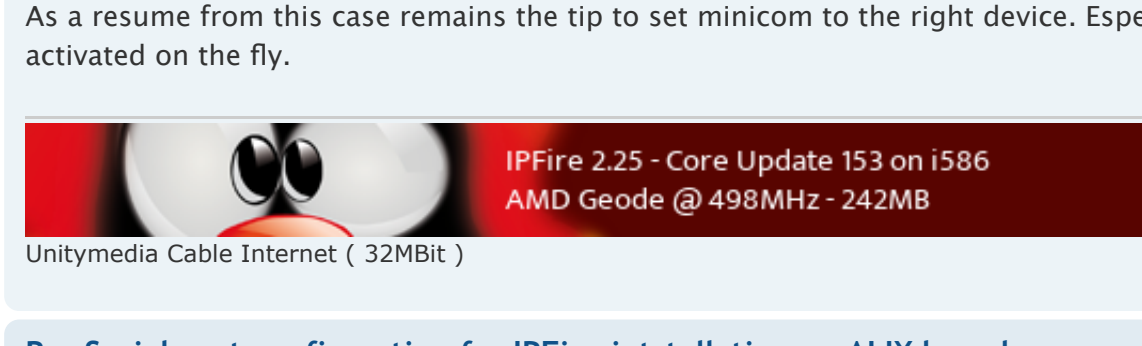 As a resume from this case remains the tip to set minicom to the right device.
activated on the fly.
IPFire 2.25 - Core Update 153 on i586
AMD Geode @ 498MHz - 242MB
Unitymedia Cable Internet ( 32MBit )